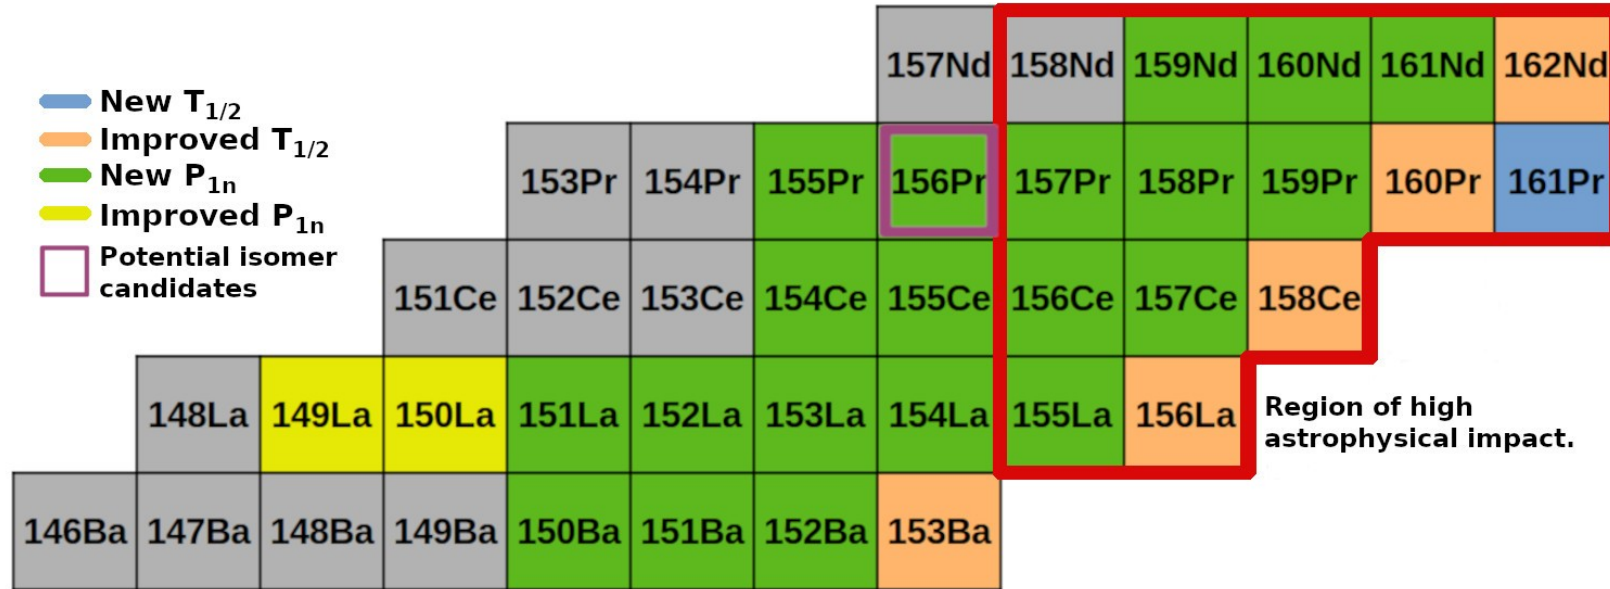 157Nd 158Nd 159Nd 160Nd 161Nd 162Nd
New T1/2
Improved T1/2
New P1n
Improved P1n
Potential isomer
candidates
153Pr 154Pr 155Pr 156Pr 157Pr 158Pr 159Pr 160Pr 161Pr
151Ce 152Ce 153Ce 154Ce 155Ce 156Ce 157Ce 158Ce
148La 149La 150La 151La 152La 153La 154La 155La 156La
Region of high
astrophysical impact.
146Ba 147Ba 148Ba 149Ba 150Ba 151Ba 152Ba 153Ba